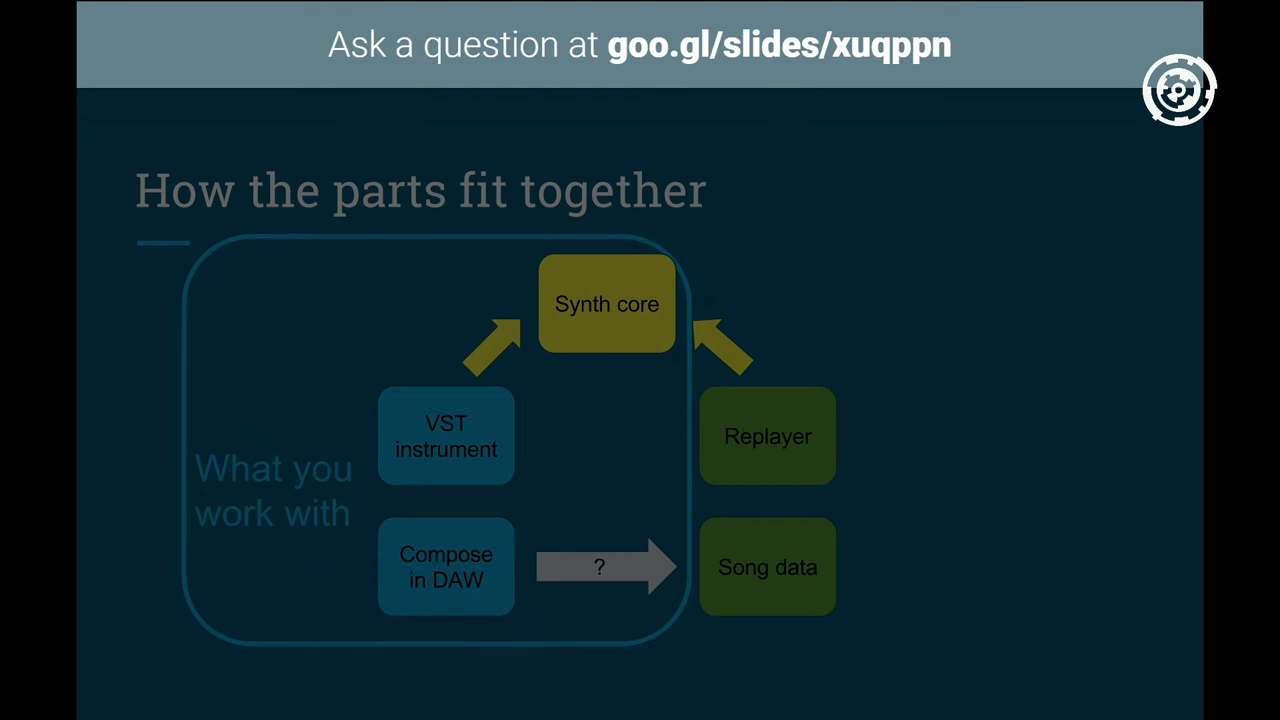 Ask a question at goo.gl/slides/xuqppn
How the parts fit together
Synth core
VST
instrument
Replayer
What you
work with
Compose
in DAW
?
Song data